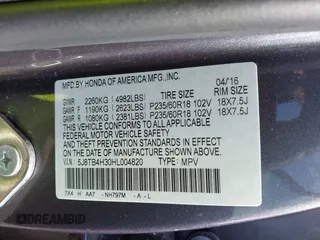 MFD. BY HONDA OF AMERICA MFG.,INC. 04/16
GVWR 2260KG (4982LBS) TIRE SIZE RIM SIZE
GAWR F 1190KG (2623LBS) P235/60R18 102V 18X7.5J
GAWR R 1080KG (2381LBS) P235/60R18 102V 18X7.5J
THIS VEHICLE CONFORMS TO ALL APPLICABLE
FEDERAL MOTOR VEHICLE SAFETY, BUMPER,
AND THEFT PREVENTION STANDARDS IN EFFECT ON
THE DATE OF MANUFACTURE SHOWN ABOVE.
V.I.N.: 5J8TB4H30HL004820 TYPE: MPV
TX4 H AA7 - NH797M - A - L
DREAMBID